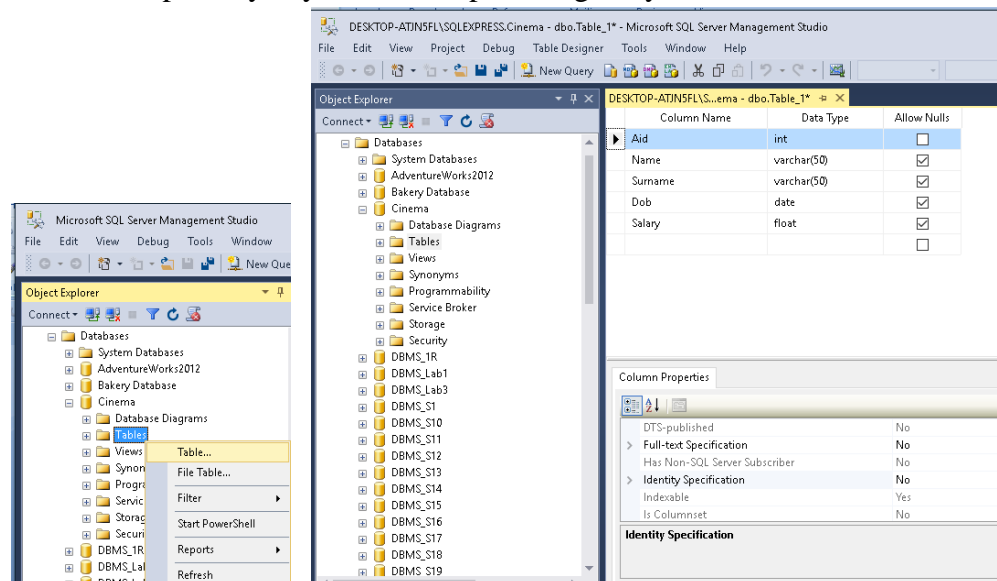 Microsoft SQL Server Management Studio
File Edit View Debug Tools Window
New Que
Object Explorer
Connect
Databases
System Databases
AdventureWorks2012
Bakery Database
Cinema
Database Diagrams
Tables
Views
Synon
Progra
Servic
Storag
Securi
DBMS_1R
DBMS_Lal
Table...
File Table...
Filter
Start PowerShell
Reports
Refresh
DESKTOP-ATJN5FL\SQLEXPRESS.Cinema - dbo.Table_1* - Microsoft SQL Server Management Studio
File Edit View Project Debug Table Designer Tools Window Help
New Query
Object Explorer
Connect
Databases
System Databases
AdventureWorks2012
Bakery Database
Cinema
Database Diagrams
Tables
Views
Synonyms
Programmability
Service Broker
Storage
Security
DBMS_1R
DBMS_Lab1
DBMS_Lab3
DBMS_S1
DBMS_S10
DBMS_S11
DBMS_S12
DBMS_S13
DBMS_S14
DBMS_S15
DBMS_S16
DBMS_S17
DBMS_S18
DBMS_S19
DESKTOP-ATJN5FL\S...ema - dbo.Table_1*
Column Name Data Type Allow Nulls
Aid int
Name varchar(50)
Surname varchar(50)
Dob date
Salary float
Column Properties
DTS-published No
Full-text Specification No
Has Non-SQL Server Subscriber No
Identity Specification No
Indexable Yes
Is Columnset No
Identity Specification